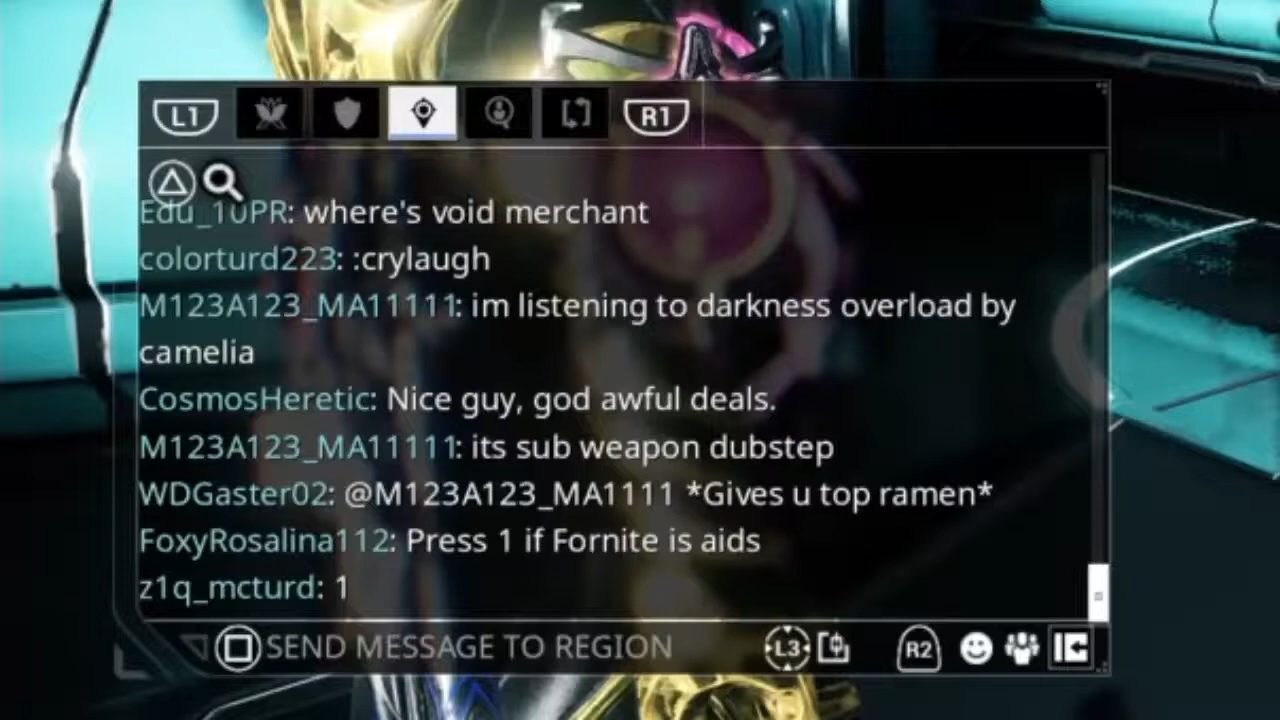 L1
R1
Edu_10PR: where's void merchant
colorturd223: :crylaugh
M123A123_MA11111: im listening to darkness overload by
camelia
CosmosHeretic: Nice guy, god awful deals.
M123A123_MA11111: its sub weapon dubstep
WDGaster02: @M123A123_MA1111 *Gives u top ramen*
FoxyRosalina112: Press 1 if Fornite is aids
z1q_mcturd: 1
SEND MESSAGE TO REGION
L3
R2